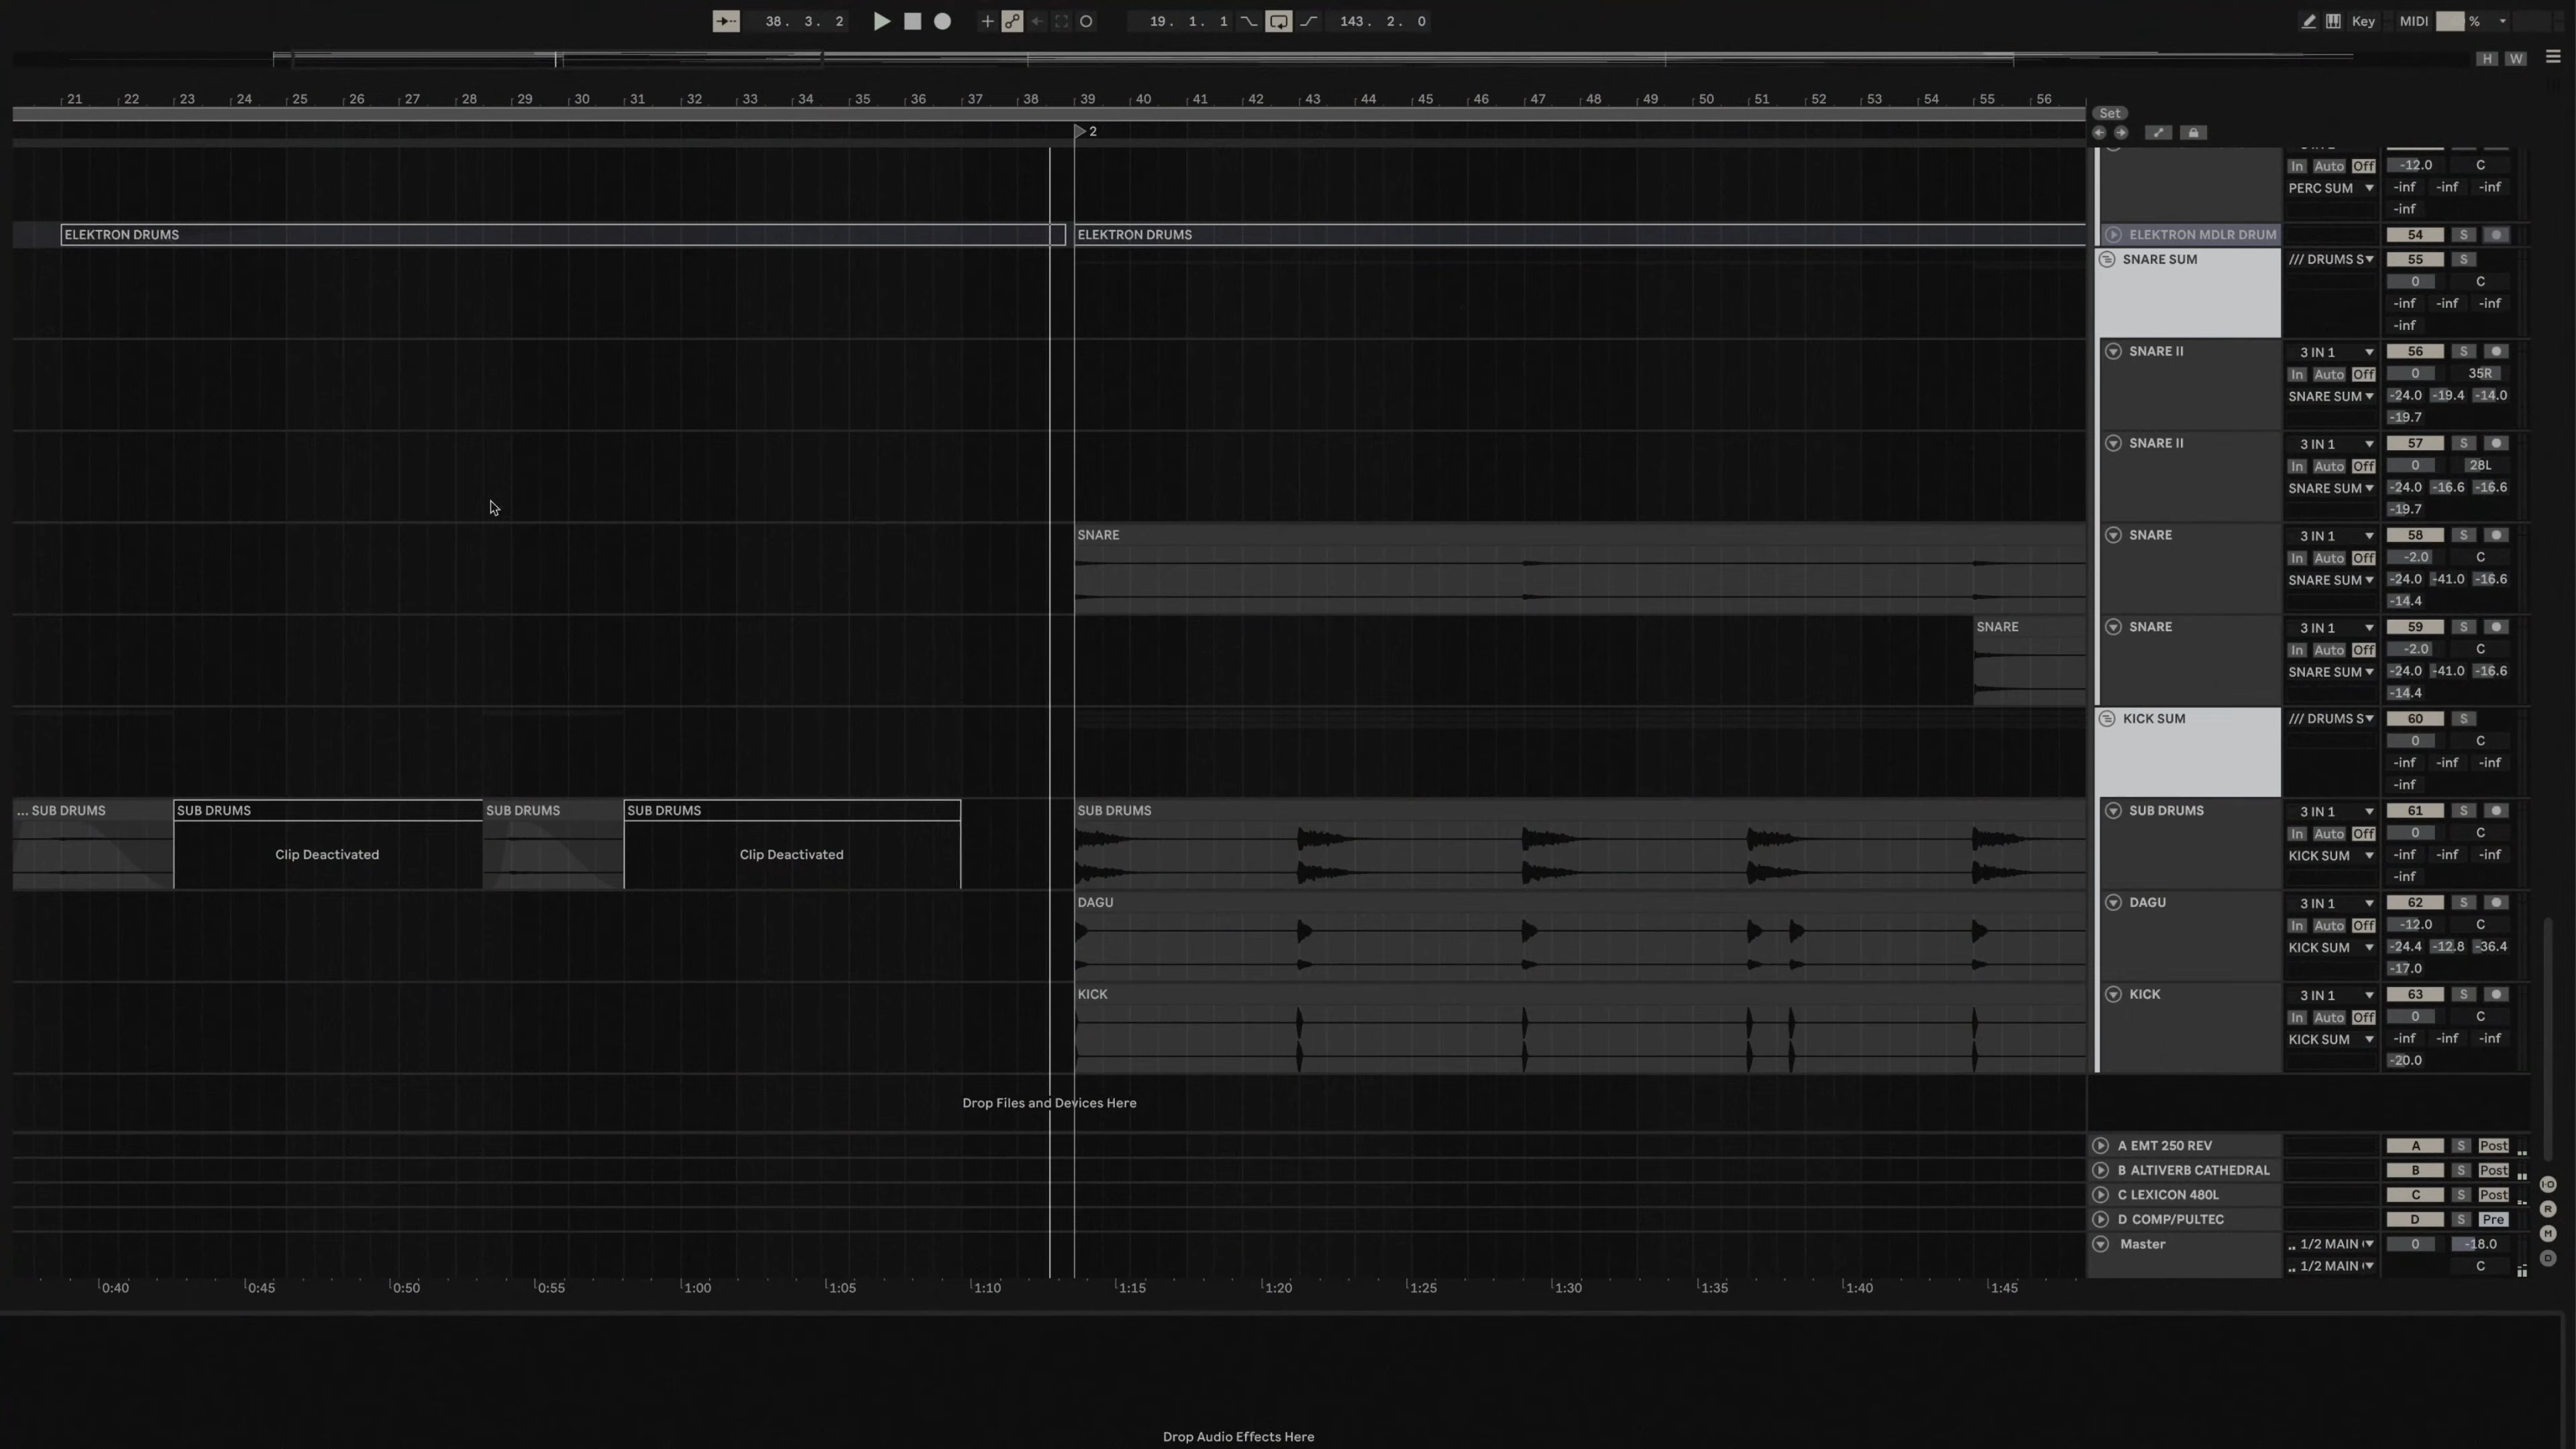 38. 3. 2
19. 1. 1
143. 2. 0
Key
MIDI
%
H W
21 22 23 24 25 26 27 28 29 30 31 32 33 34 35 36 37 38 39 40 41 42 43 44 45 46 47 48 49 50 51 52 53 54 55 56
Set
2
In Auto Off -12.0 C
PERC SUM -inf -inf -inf
-inf
ELEKTRON DRUMS ELEKTRON DRUMS ELEKTRON MDLR DRUM 54 S
SNARE SUM /// DRUMS S 55 S
0 C
-inf -inf -inf
-inf
SNARE II 3 IN 1 56 S
In Auto Off 0 35R
SNARE SUM -24.0 -19.4 -14.0
-19.7
SNARE II 3 IN 1 57 S
In Auto Off 0 28L
SNARE SUM -24.0 -16.6 -16.6
-19.7
SNARE SNARE 3 IN 1 58 S
In Auto Off -2.0 C
SNARE SUM -24.0 -41.0 -16.6
-14.4
SNARE SNARE 3 IN 1 59 S
In Auto Off -2.0 C
SNARE SUM -24.0 -41.0 -16.6
-14.4
KICK SUM /// DRUMS S 60 S
0 C
-inf -inf -inf
-inf
... SUB DRUMS SUB DRUMS SUB DRUMS SUB DRUMS SUB DRUMS SUB DRUMS 3 IN 1 61 S
In Auto Off 0 C
Clip Deactivated Clip Deactivated KICK SUM -inf -inf -inf
-inf
DAGU DAGU 3 IN 1 62 S
In Auto Off -12.0 C
KICK SUM -24.4 -12.8 -36.4
-17.0
KICK KICK 3 IN 1 63 S
In Auto Off 0 C
KICK SUM -inf -inf -inf
-20.0
Drop Files and Devices Here
A EMT 250 REV A S Post
B ALTIVERB CATHEDRAL B S Post
C LEXICON 480L C S Post
D COMP/PULTEC D S Pre
Master 1/2 MAIN 0 -18.0
1/2 MAIN C
I·O
R
M
D
0:40 0:45 0:50 0:55 1:00 1:05 1:10 1:15 1:20 1:25 1:30 1:35 1:40 1:45
Drop Audio Effects Here